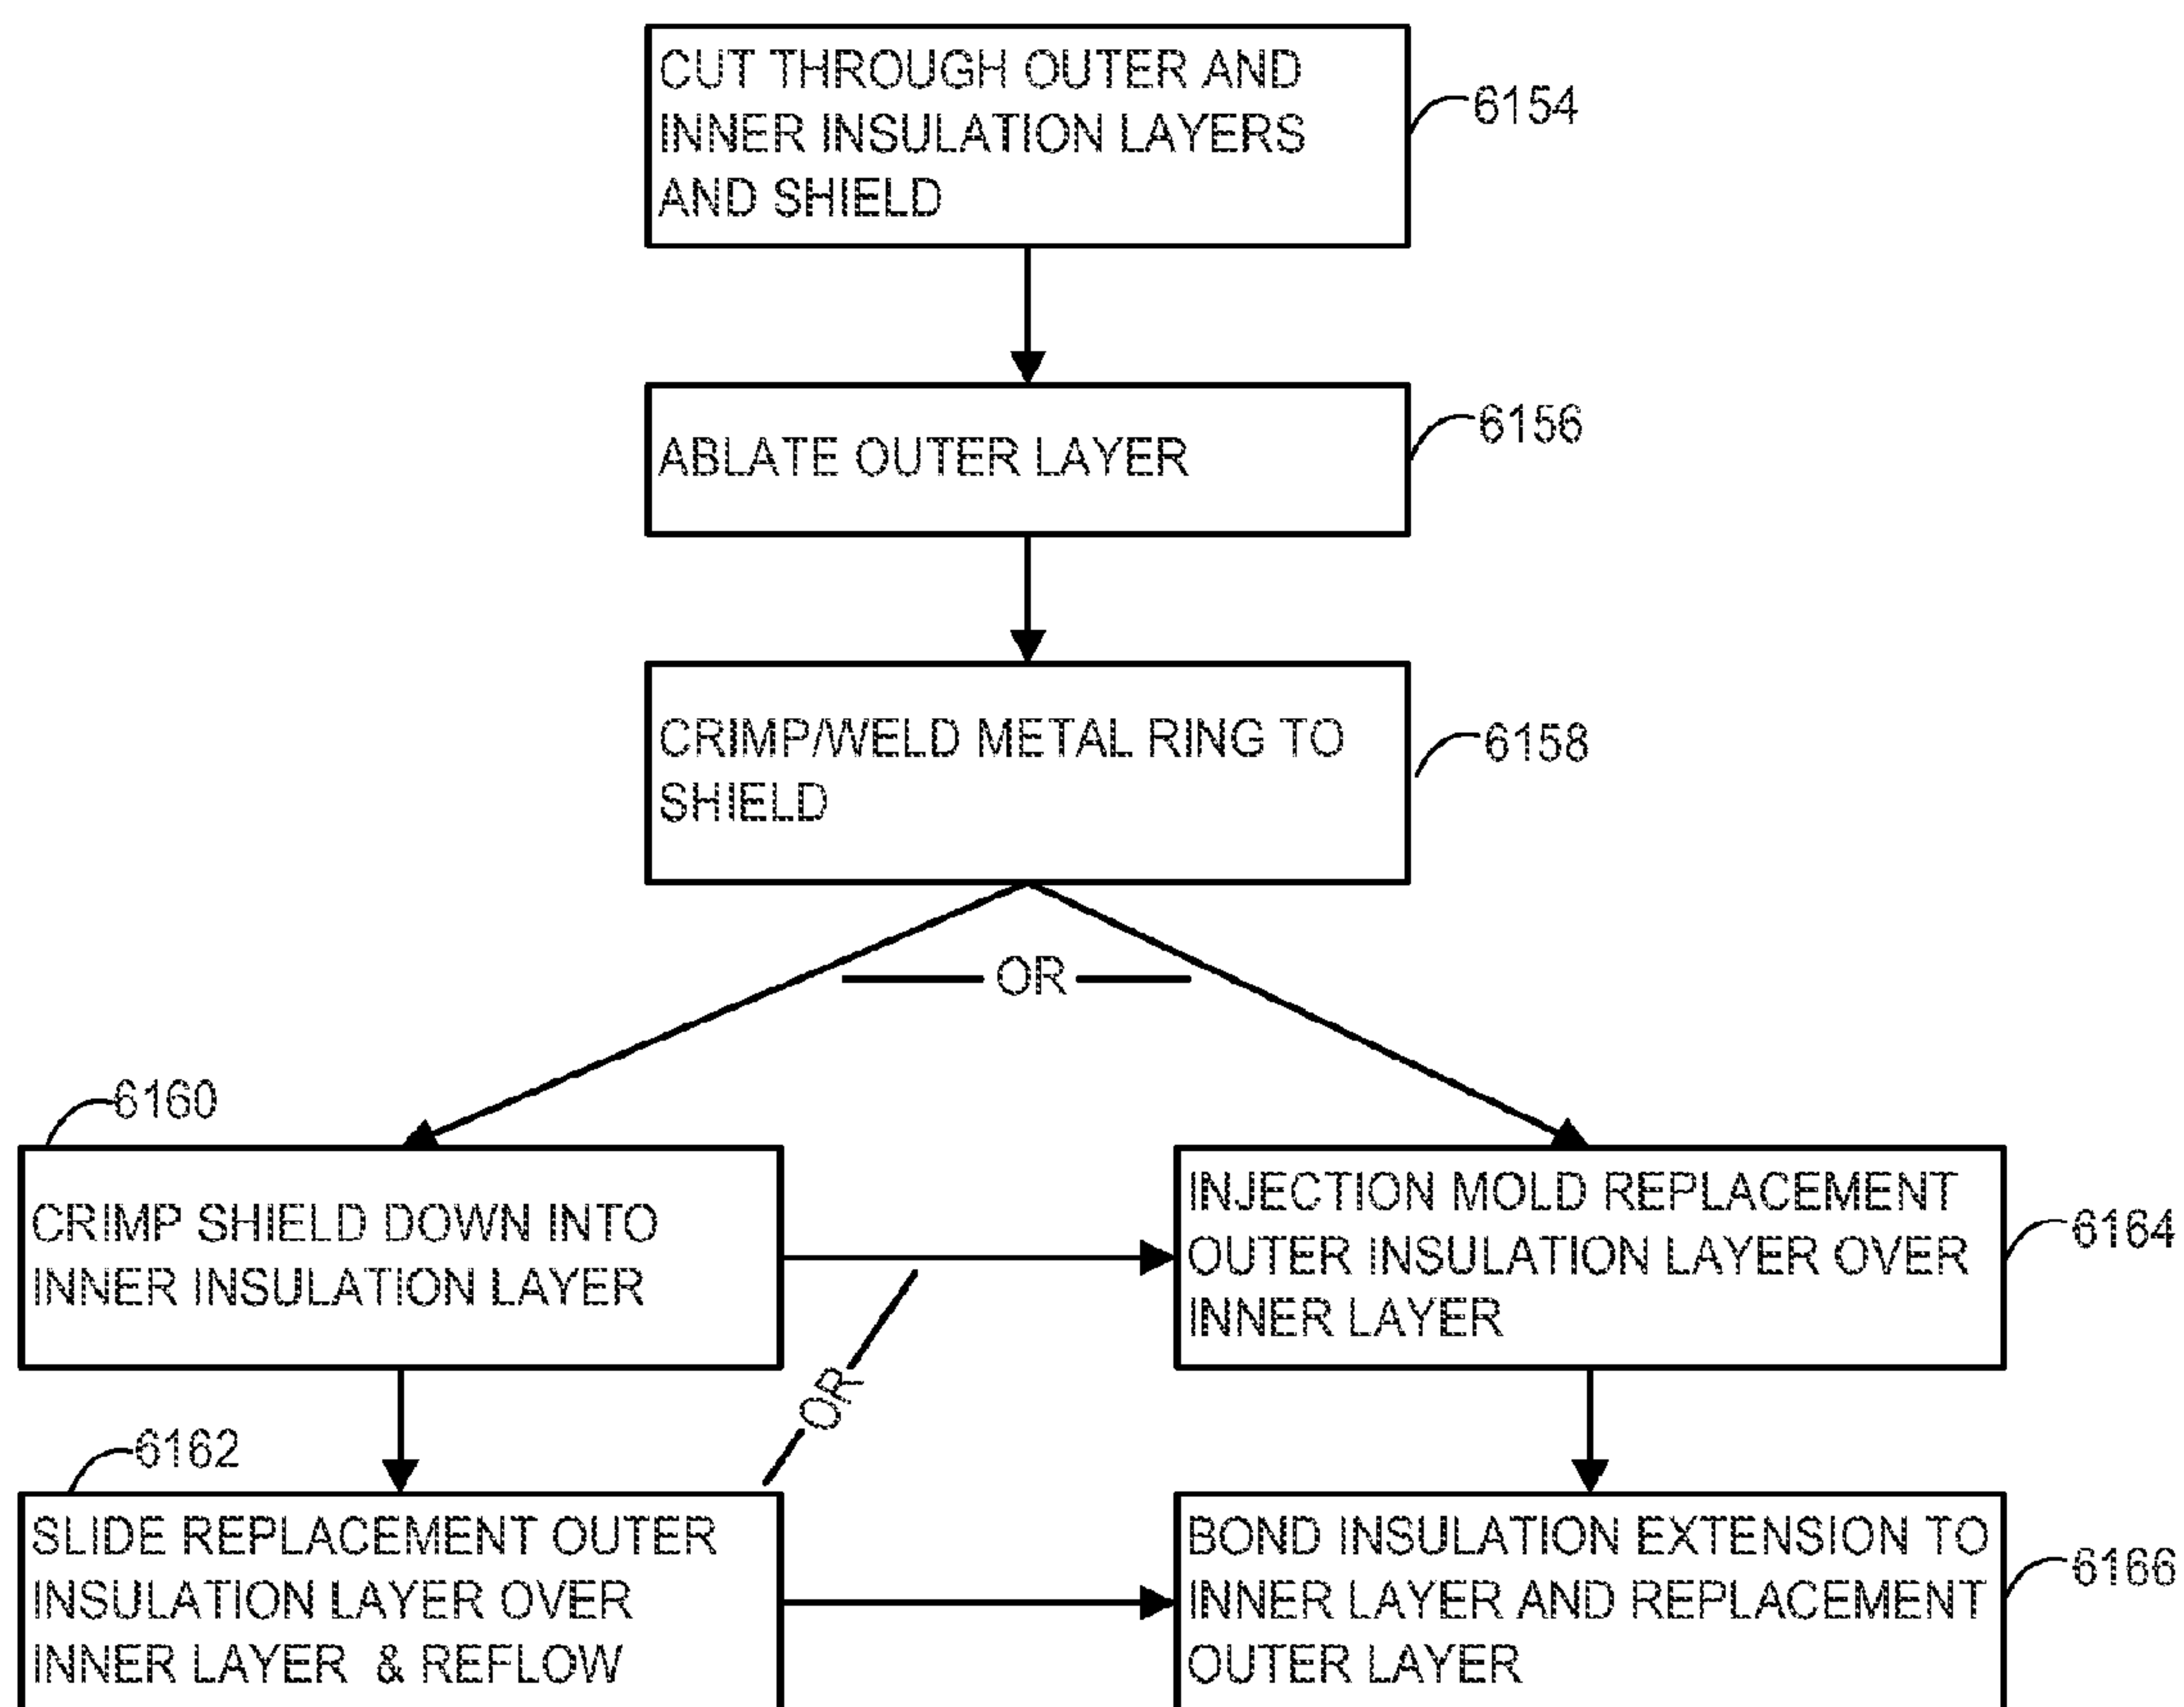 CUT THROUGH OUTER AND
INNER INSULATION LAYERS
AND SHIELD
6154
ABLATE OUTER LAYER
6156
CRIMP/WELD METAL RING TO
SHIELD
6158
OR
6160
CRIMP SHIELD DOWN INTO
INNER INSULATION LAYER
INJECTION MOLD REPLACEMENT
OUTER INSULATION LAYER OVER
INNER LAYER
6164
OR
6162
SLIDE REPLACEMENT OUTER
INSULATION LAYER OVER
INNER LAYER & REFLOW
BOND INSULATION EXTENSION TO
INNER LAYER AND REPLACEMENT
OUTER LAYER
6166